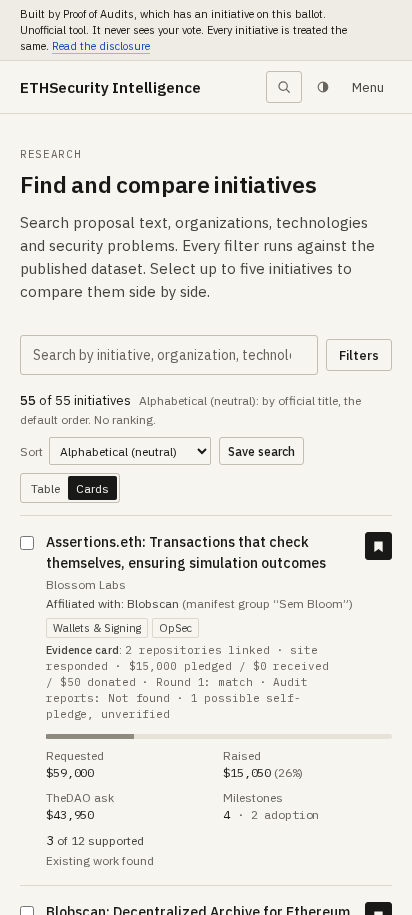 Built by Proof of Audits, which has an initiative on this ballot.
Unofficial tool. It never sees your vote. Every initiative is treated the
same. Read the disclosure
ETHSecurity Intelligence
Menu
RESEARCH
Find and compare initiatives
Search proposal text, organizations, technologies
and security problems. Every filter runs against the
published dataset. Select up to five initiatives to
compare them side by side.
Search by initiative, organization, technol
Filters
55 of 55 initiatives Alphabetical (neutral): by official title, the
default order. No ranking.
Sort Alphabetical (neutral) Save search
Table Cards
Assertions.eth: Transactions that check
themselves, ensuring simulation outcomes
Blossom Labs
Affiliated with: Blobscan (manifest group “Sem Bloom”)
Wallets & Signing OpSec
Evidence card: 2 repositories linked · site
responded · $15,000 pledged / $0 received
/ $50 donated · Round 1: match · Audit
reports: Not found · 1 possible self-
pledge, unverified
Requested Raised
$59,000 $15,050 (26%)
TheDAO ask Milestones
$43,950 4 · 2 adoption
3 of 12 supported
Existing work found
Blobscan: Decentralized Archive for Ethereum